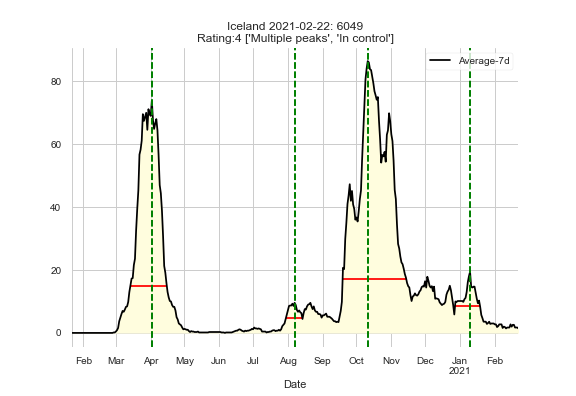 Iceland 2021-02-22: 6049
Rating:4 ['Multiple peaks', 'In control']
Average-7d
80
60
40
20
0
Feb Mar Apr May Jun Jul Aug Sep Oct Nov Dec Jan Feb
2021
Date